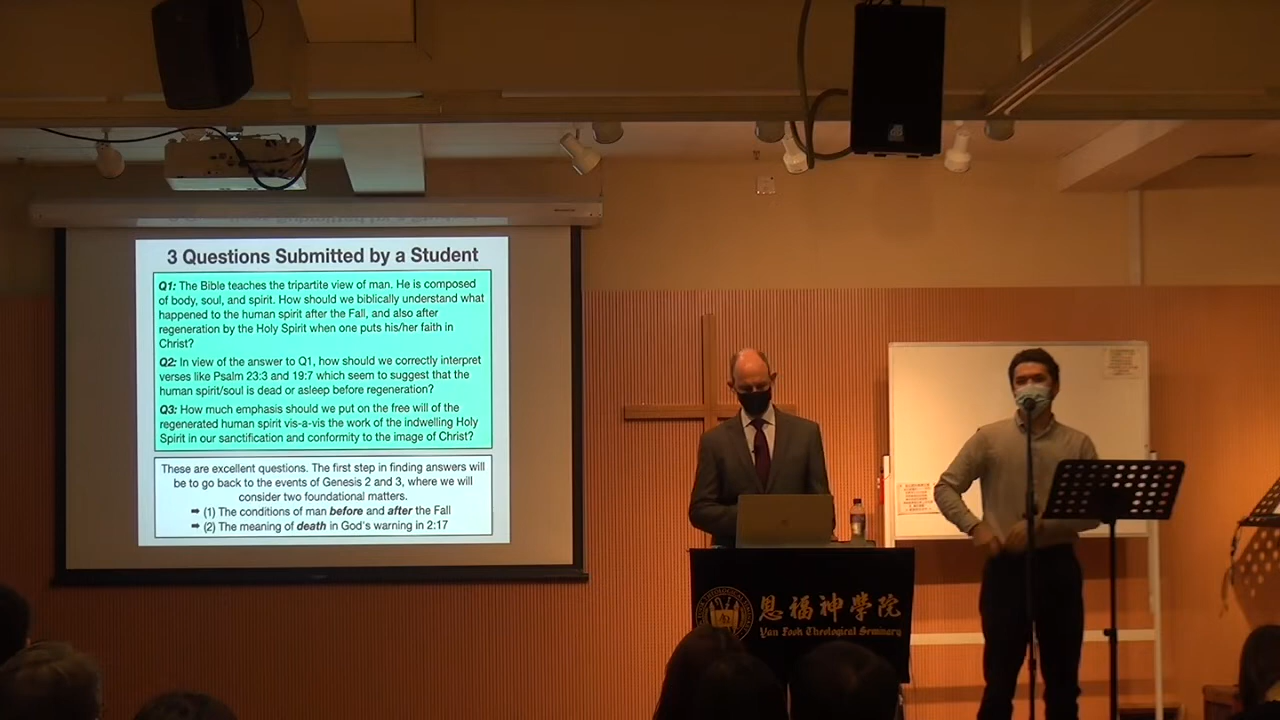 3 Questions Submitted by a Student
Q1: The Bible teaches the tripartite view of man. He is composed
of body, soul, and spirit. How should we biblically understand what
happened to the human spirit after the Fall, and also after
regeneration by the Holy Spirit when one puts his/her faith in
Christ?
Q2: In view of the answer to Q1, how should we correctly interpret
verses like Psalm 23:3 and 19:7 which seem to suggest that the
human spirit/soul is dead or asleep before regeneration?
Q3: How much emphasis should we put on the free will of the
regenerated human spirit vis-a-vis the work of the indwelling Holy
Spirit in our sanctification and conformity to the image of Christ?
These are excellent questions. The first step in finding answers will
be to go back to the events of Genesis 2 and 3, where we will
consider two foundational matters.
➡ (1) The conditions of man before and after the Fall
➡ (2) The meaning of death in God's warning in 2:17
恩福神學院
Yan Fook Theological Seminary